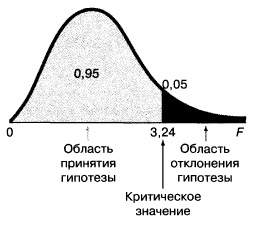 0,95
0,05
0
3,24
F
Область
принятия
гипотезы
Область
отклонения
гипотезы
Критическое
значение